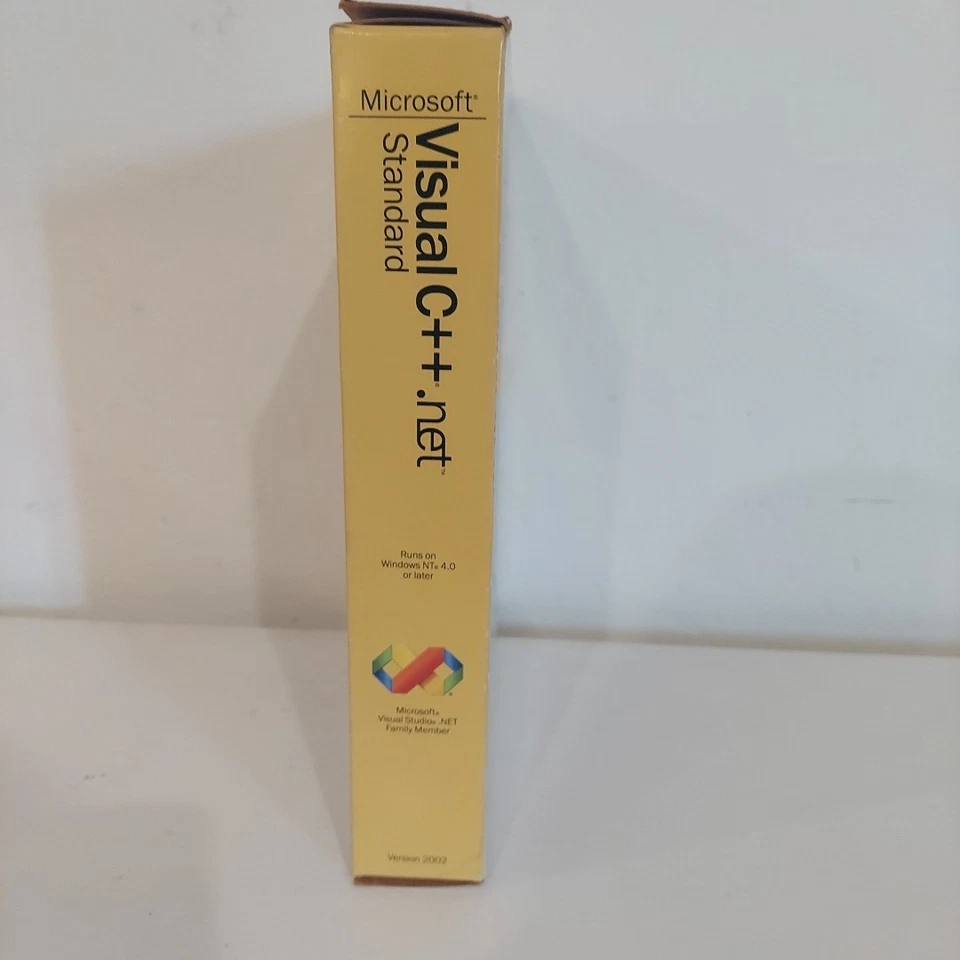 Microsoft®
Visual C++® .net™
Standard
Runs on
Windows NT® 4.0
or later
Microsoft®
Visual Studio® .NET
Family Member
Version 2002